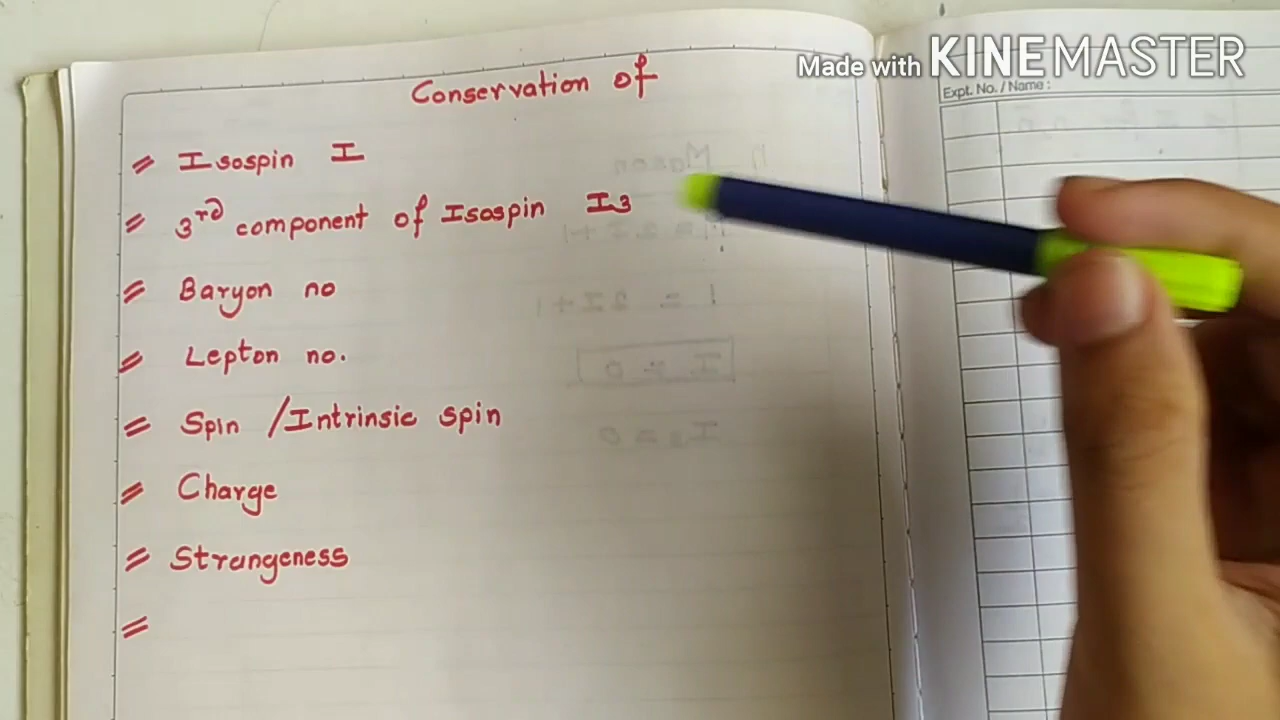 Made with KINEMASTER
Expt. No. / Name :
Conservation of
Isospin I
3rd component of Isospin I3
Baryon no
Lepton no.
Spin / Intrinsic spin
Charge
Strangeness